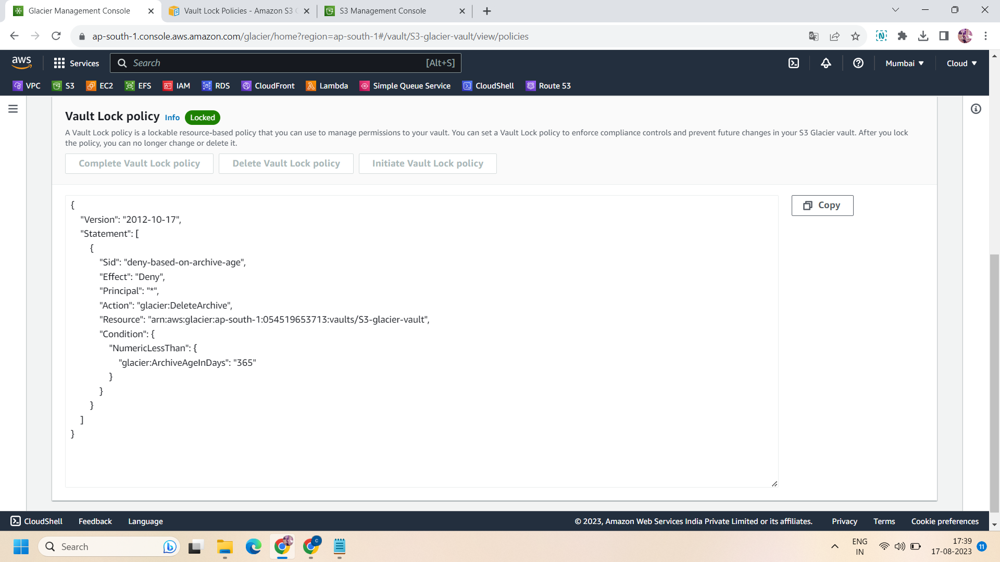 Glacier Management Console
Vault Lock Policies - Amazon S3
S3 Management Console
ap-south-1.console.aws.amazon.com/glacier/home?region=ap-south-1#/vault/S3-glacier-vault/view/policies
aws
Services
Search
[Alt+S]
Mumbai
Cloud
VPC
S3
EC2
EFS
IAM
RDS
CloudFront
Lambda
Simple Queue Service
CloudShell
Route 53
Vault Lock policy Info Locked
A Vault Lock policy is a lockable resource-based policy that you can use to manage permissions to your vault. You can set a Vault Lock policy to enforce compliance controls and prevent future changes in your S3 Glacier vault. After you lock
the policy, you can no longer change or delete it.
Complete Vault Lock policy
Delete Vault Lock policy
Initiate Vault Lock policy
Copy
{
"Version": "2012-10-17",
"Statement": [
{
"Sid": "deny-based-on-archive-age",
"Effect": "Deny",
"Principal": "*",
"Action": "glacier:DeleteArchive",
"Resource": "arn:aws:glacier:ap-south-1:054519653713:vaults/S3-glacier-vault",
"Condition": {
"NumericLessThan": {
"glacier:ArchiveAgeInDays": "365"
}
}
}
]
}
CloudShell
Feedback
Language
© 2023, Amazon Web Services India Private Limited or its affiliates.
Privacy
Terms
Cookie preferences
Search
ENG
IN
17:39
17-08-2023
11